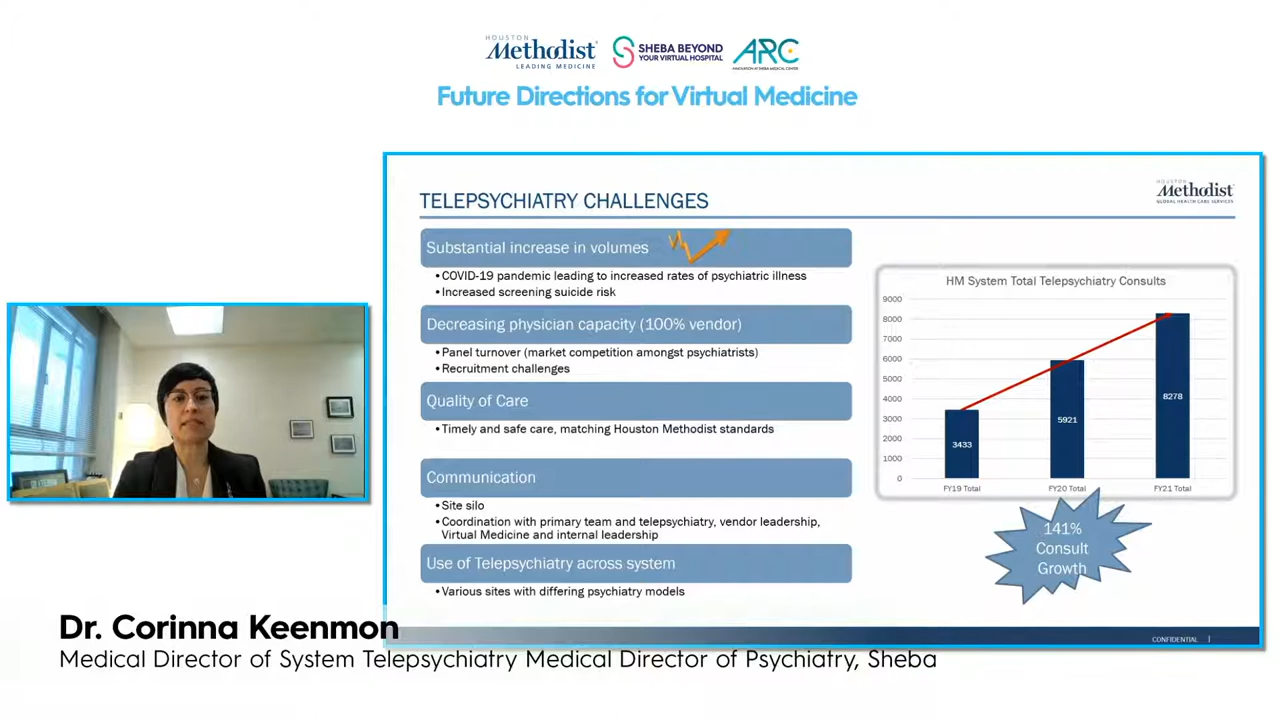 HOUSTON
Methodist
LEADING MEDICINE
SHEBA BEYOND
YOUR VIRTUAL HOSPITAL
ARC
INNOVATION AT SHEBA MEDICAL CENTER
Future Directions for Virtual Medicine
TELEPSYCHIATRY CHALLENGES
HOUSTON
Methodist
GLOBAL HEALTH CARE SERVICES
Substantial increase in volumes
•COVID-19 pandemic leading to increased rates of psychiatric illness
•Increased screening suicide risk
Decreasing physician capacity (100% vendor)
•Panel turnover (market competition amongst psychiatrists)
•Recruitment challenges
Quality of Care
•Timely and safe care, matching Houston Methodist standards
Communication
•Site silo
•Coordination with primary team and telepsychiatry, vendor leadership,
Virtual Medicine and internal leadership
Use of Telepsychiatry across system
•Various sites with differing psychiatry models
HM System Total Telepsychiatry Consults
9000
8000
7000
6000
5000
4000
3000
2000
1000
0
3433
5921
8278
FY19 Total
FY20 Total
FY21 Total
141%
Consult
Growth
CONFIDENTIAL |
Dr. Corinna Keenmon
Medical Director of System Telepsychiatry Medical Director of Psychiatry, Sheba